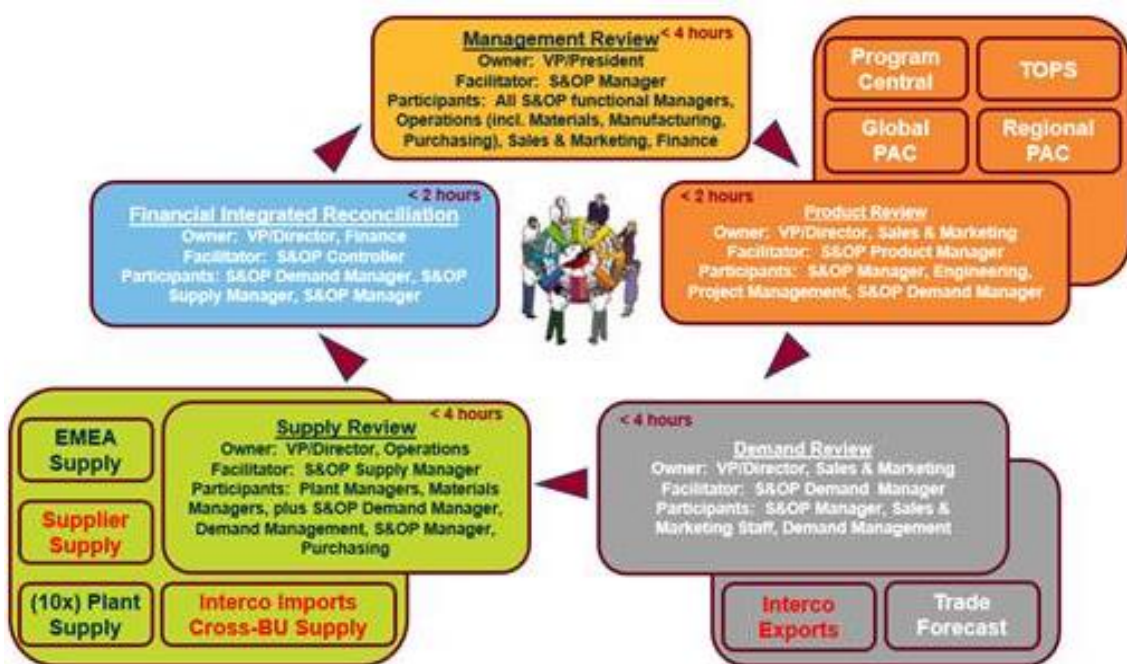 Management Review
< 4 hours
Owner: VP/President
Facilitator: S&OP Manager
Participants: All S&OP functional Managers,
Operations (incl. Materials, Manufacturing,
Purchasing), Sales & Marketing, Finance
Program
Central
TOPS
Global
PAC
Regional
PAC
< 2 hours
Financial Integrated Reconciliation
Owner: VP/Director, Finance
Facilitator: S&OP Controller
Participants: S&OP Demand Manager, S&OP
Supply Manager, S&OP Manager
< 2 hours
Product Review
Owner: VP/Director, Sales & Marketing
Facilitator: S&OP Product Manager
Participants: S&OP Manager, Engineering,
Project Management, S&OP Demand Manager
EMEA
Supply
Supplier
Supply
(10x) Plant
Supply
Interco Imports
Cross-BU Supply
< 4 hours
Supply Review
Owner: VP/Director, Operations
Facilitator: S&OP Supply Manager
Participants: Plant Managers, Materials
Managers, plus S&OP Demand Manager,
Demand Management, S&OP Manager,
Purchasing
< 4 hours
Demand Review
Owner: VP/Director, Sales & Marketing
Facilitator: S&OP Demand Manager
Participants: S&OP Manager, Sales &
Marketing Staff, Demand Management
Interco
Exports
Trade
Forecast